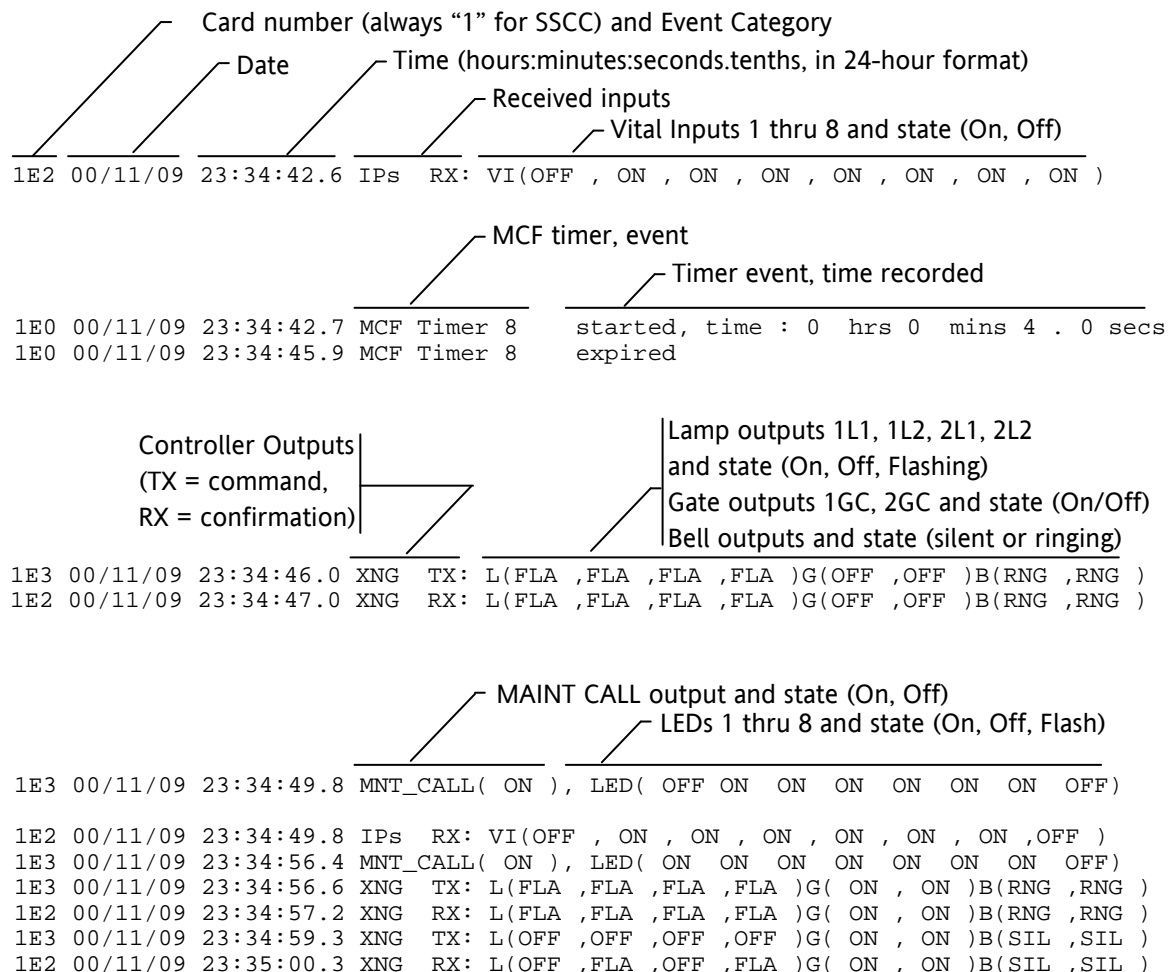 Card number (always “1” for SSCC) and Event Category
Date
Time (hours:minutes:seconds.tenths, in 24-hour format)
Received inputs
Vital Inputs 1 thru 8 and state (On, Off)
1E2 00/11/09 23:34:42.6 IPs RX: VI(OFF , ON , ON , ON , ON , ON , ON , ON )
MCF timer, event
Timer event, time recorded
1E0 00/11/09 23:34:42.7 MCF Timer 8 started, time : 0 hrs 0 mins 4 . 0 secs
1E0 00/11/09 23:34:45.9 MCF Timer 8 expired
Controller Outputs
(TX = command,
RX = confirmation)
Lamp outputs 1L1, 1L2, 2L1, 2L2
and state (On, Off, Flashing)
Gate outputs 1GC, 2GC and state (On/Off)
Bell outputs and state (silent or ringing)
1E3 00/11/09 23:34:46.0 XNG TX: L(FLA ,FLA ,FLA ,FLA )G(OFF ,OFF )B(RNG ,RNG )
1E2 00/11/09 23:34:47.0 XNG RX: L(FLA ,FLA ,FLA ,FLA )G(OFF ,OFF )B(RNG ,RNG )
MAINT CALL output and state (On, Off)
LEDs 1 thru 8 and state (On, Off, Flash)
1E3 00/11/09 23:34:49.8 MNT_CALL( ON ), LED( OFF ON ON ON ON ON ON OFF)
1E2 00/11/09 23:34:49.8 IPs RX: VI(OFF , ON , ON , ON , ON , ON , ON ,OFF )
1E3 00/11/09 23:34:56.4 MNT_CALL( ON ), LED( ON ON ON ON ON ON ON OFF)
1E3 00/11/09 23:34:56.6 XNG TX: L(FLA ,FLA ,FLA ,FLA )G( ON , ON )B(RNG ,RNG )
1E2 00/11/09 23:34:57.2 XNG RX: L(FLA ,FLA ,FLA ,FLA )G( ON , ON )B(RNG ,RNG )
1E3 00/11/09 23:34:59.3 XNG TX: L(OFF ,OFF ,OFF ,OFF )G( ON , ON )B(SIL ,SIL )
1E2 00/11/09 23:35:00.3 XNG RX: L(OFF ,FLA ,OFF ,FLA )G( ON , ON )B(SIL ,SIL )